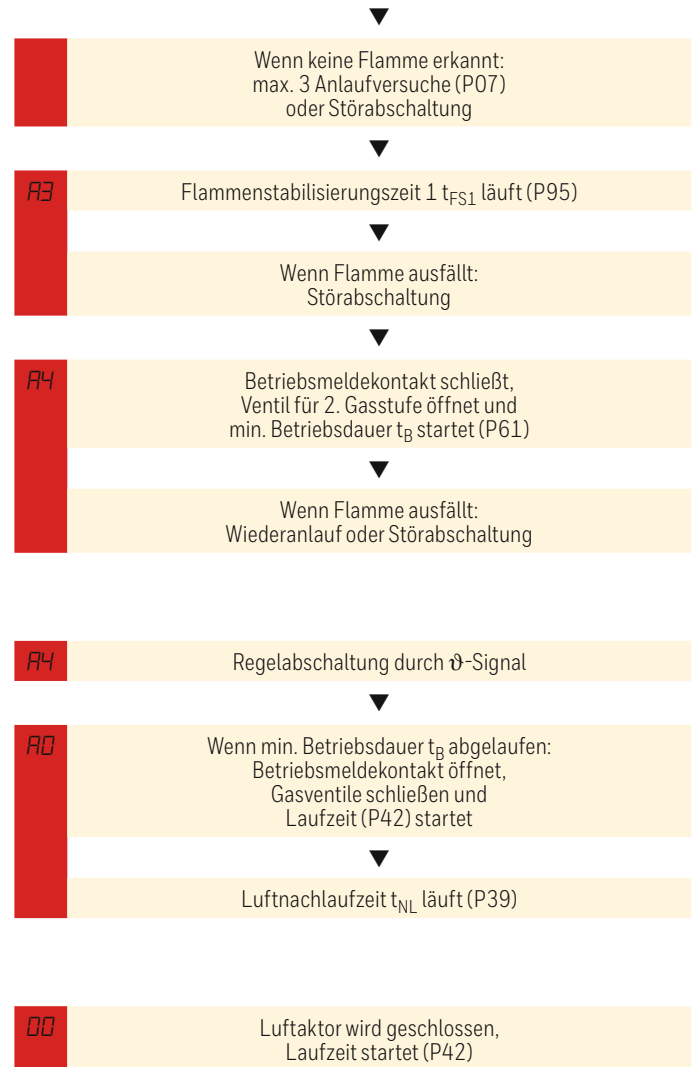 Wenn keine Flamme erkannt:
max. 3 Anlaufversuche (P07)
oder Störabschaltung
A3
Flammenstabilisierungszeit 1 tFS1 läuft (P95)
Wenn Flamme ausfällt:
Störabschaltung
A4
Betriebsmeldekontakt schließt,
Ventil für 2. Gasstufe öffnet und
min. Betriebsdauer tB startet (P61)
Wenn Flamme ausfällt:
Wiederanlauf oder Störabschaltung
A4
Regelabschaltung durch ϑ-Signal
A0
Wenn min. Betriebsdauer tB abgelaufen:
Betriebsmeldekontakt öffnet,
Gasventile schließen und
Laufzeit (P42) startet
Luftnachlaufzeit tNL läuft (P39)
00
Luftaktor wird geschlossen,
Laufzeit startet (P42)